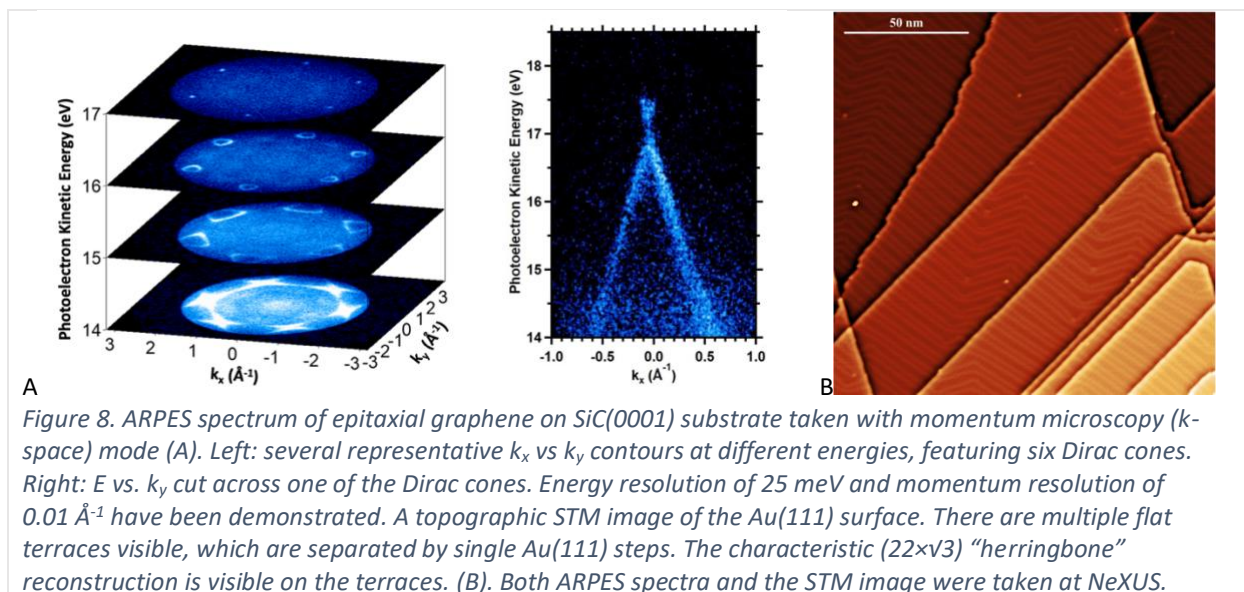 50 nm
Photoelectron Kinetic Energy (eV)
17
16
15
14
3 2 1 0 -1 -2 -3
kx (Å-1)
-3 -2 -1 0 1 2 3
ky (Å-1)
Photoelectron Kinetic Energy (eV)
18
17
16
15
14
-1.0 -0.5 0.0 0.5 1.0
kx (Å-1)
A
B
Figure 8. ARPES spectrum of epitaxial graphene on SiC(0001) substrate taken with momentum microscopy (k-
space) mode (A). Left: several representative kx vs ky contours at different energies, featuring six Dirac cones.
Right: E vs. ky cut across one of the Dirac cones. Energy resolution of 25 meV and momentum resolution of
0.01 Å-1 have been demonstrated. A topographic STM image of the Au(111) surface. There are multiple flat
terraces visible, which are separated by single Au(111) steps. The characteristic (22×√3) “herringbone”
reconstruction is visible on the terraces. (B). Both ARPES spectra and the STM image were taken at NeXUS.